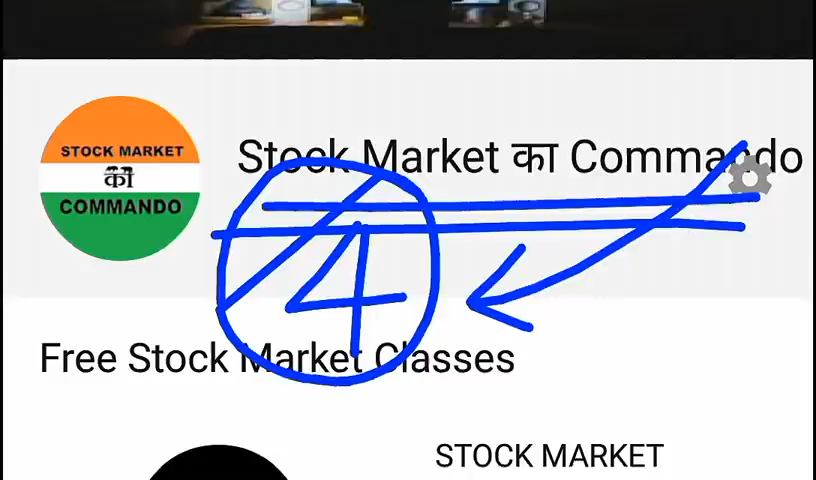 STOCK MARKET
का
COMMANDO
Stock Market का Commando
4
Free Stock Market Classes
STOCK MARKET